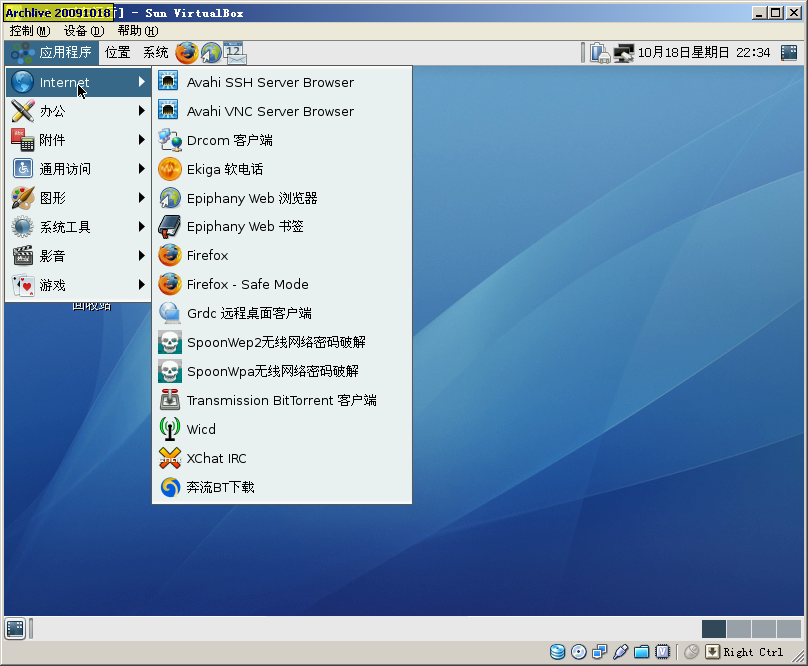 Archlive 20091018 行] - Sun VirtualBox
控制(M) 设备(D) 帮助(H)
应用程序 位置 系统 12 10月18日星期日 22:34
Internet
办公
附件
通用访问
图形
系统工具
影音
游戏
Avahi SSH Server Browser
Avahi VNC Server Browser
Drcom 客户端
Ekiga 软电话
Epiphany Web 浏览器
Epiphany Web 书签
Firefox
Firefox - Safe Mode
Grdc 远程桌面客户端
SpoonWep2无线网络密码破解
SpoonWpa无线网络密码破解
Transmission BitTorrent 客户端
Wicd
XChat IRC
奔流BT下载
回收站
Right Ctrl